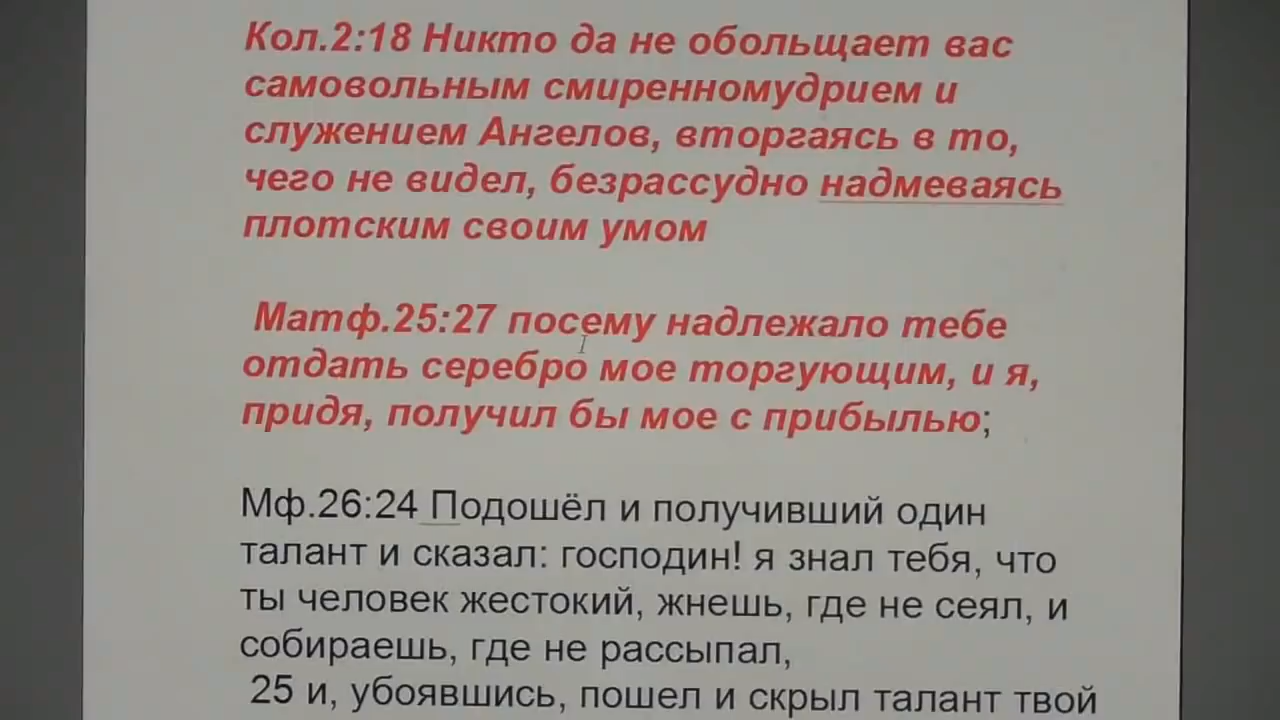 Кол.2:18 Никто да не обольщает вас
самовольным смиренномудрием и
служением Ангелов, вторгаясь в то,
чего не видел, безрассудно надмеваясь
плотским своим умом
Матф.25:27 посему надлежало тебе
отдать серебро мое торгующим, и я,
придя, получил бы мое с прибылью;
Мф.26:24 Подошёл и получивший один
талант и сказал: господин! я знал тебя, что
ты человек жестокий, жнешь, где не сеял, и
собираешь, где не рассыпал,
25 и, убоявшись, пошел и скрыл талант твой